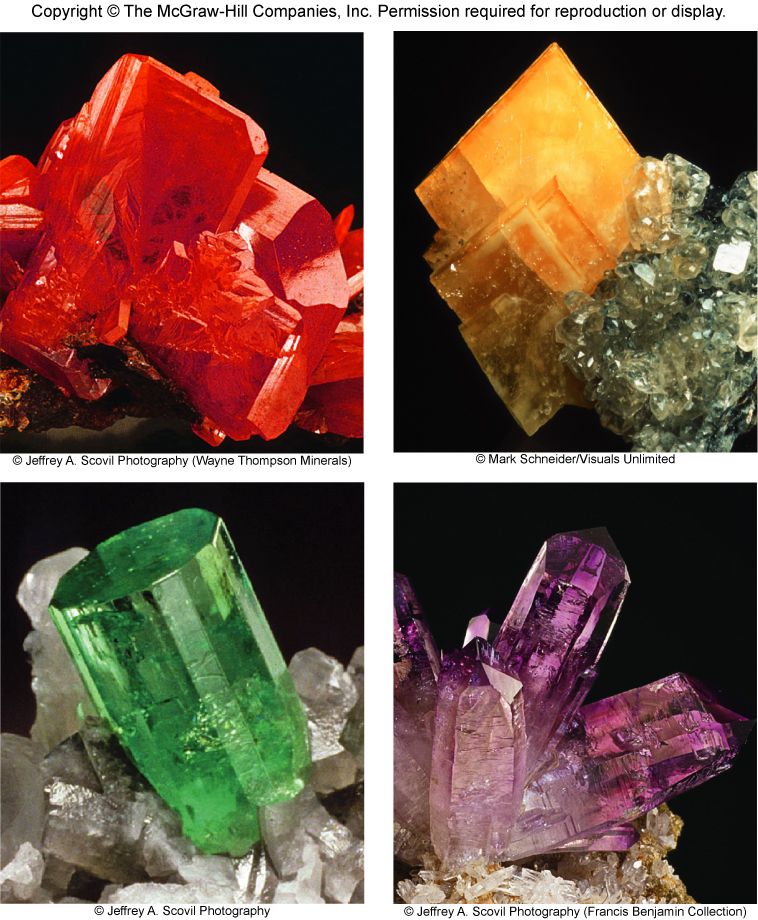 Copyright © The McGraw-Hill Companies, Inc. Permission required for reproduction or display.
© Jeffrey A. Scovil Photography (Wayne Thompson Minerals)
© Mark Schneider/Visuals Unlimited
© Jeffrey A. Scovil Photography
© Jeffrey A. Scovil Photography (Francis Benjamin Collection)